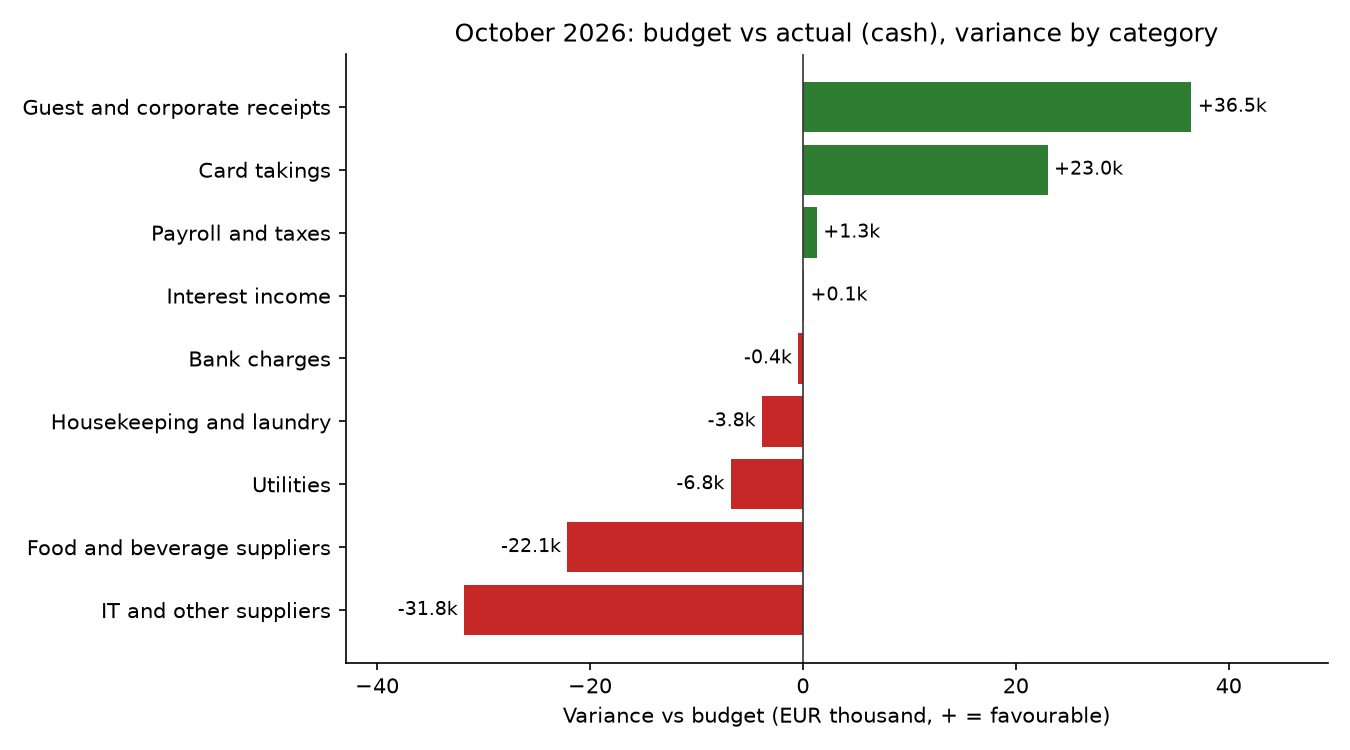 October 2026: budget vs actual (cash), variance by category
Guest and corporate receipts
+36.5k
Card takings
+23.0k
Payroll and taxes
+1.3k
Interest income
+0.1k
Bank charges
-0.4k
Housekeeping and laundry
-3.8k
Utilities
-6.8k
Food and beverage suppliers
-22.1k
IT and other suppliers
-31.8k
−40 −20 0 20 40
Variance vs budget (EUR thousand, + = favourable)